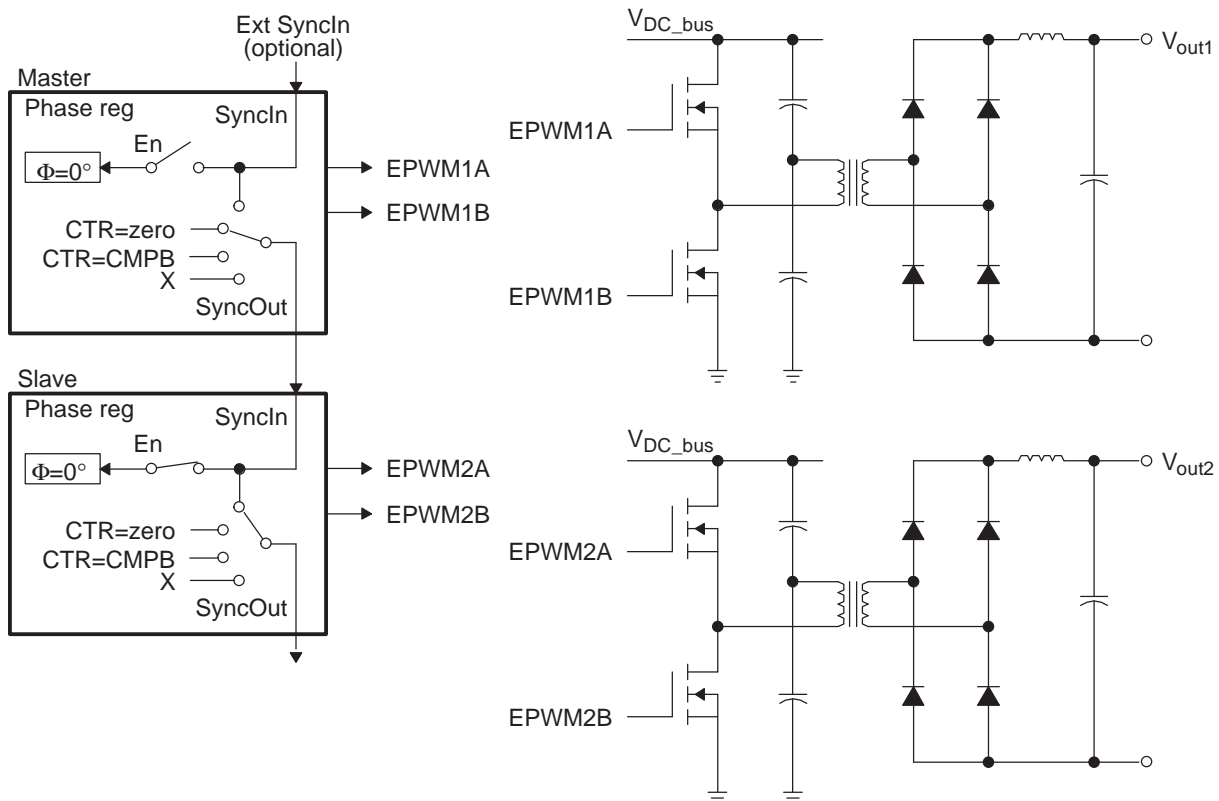 Ext SyncIn
(optional)
Master
Phase reg
SyncIn
En
Φ=0°
EPWM1A
EPWM1B
CTR=zero
CTR=CMPB
X
SyncOut
Slave
Phase reg
SyncIn
En
Φ=0°
EPWM2A
EPWM2B
CTR=zero
CTR=CMPB
X
SyncOut
VDC_bus
Vout1
EPWM1A
EPWM1B
VDC_bus
Vout2
EPWM2A
EPWM2B